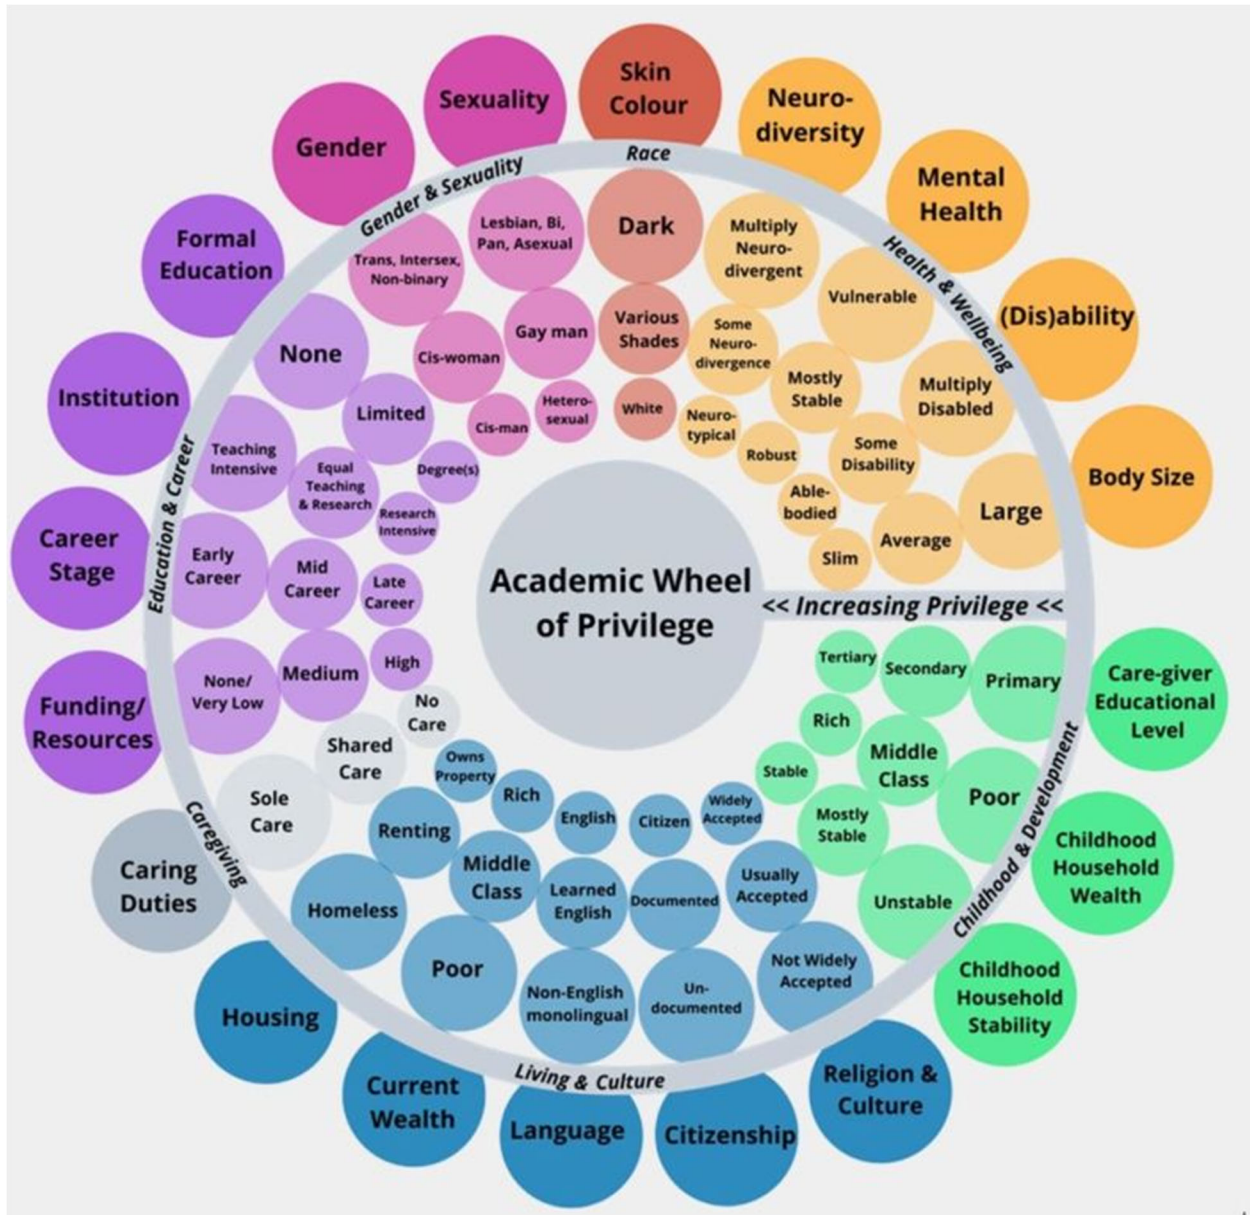 Academic Wheel
of Privilege
<< Increasing Privilege <<
Race
Skin
Colour
Dark
Various
Shades
White
Health & Wellbeing
Neuro-
diversity
Multiply
Neuro-
divergent
Some
Neuro-
divergence
Neuro-
typical
Mental
Health
Vulnerable
Mostly
Stable
Robust
(Dis)ability
Multiply
Disabled
Some
Disability
Able-
bodied
Body Size
Large
Average
Slim
Childhood & Development
Care-giver
Educational
Level
Primary
Secondary
Tertiary
Childhood
Household
Wealth
Poor
Middle
Class
Rich
Childhood
Household
Stability
Unstable
Mostly
Stable
Stable
Living & Culture
Religion &
Culture
Not Widely
Accepted
Usually
Accepted
Widely
Accepted
Citizenship
Un-
documented
Documented
Citizen
Language
Non-English
monolingual
Learned
English
English
Current
Wealth
Poor
Middle
Class
Rich
Housing
Homeless
Renting
Owns
Property
Caregiving
Caring
Duties
Sole
Care
Shared
Care
No
Care
Education & Career
Funding/
Resources
None/
Very Low
Medium
High
Career
Stage
Early
Career
Mid
Career
Late
Career
Institution
Teaching
Intensive
Equal
Teaching
& Research
Research
Intensive
Formal
Education
None
Limited
Degree(s)
Gender & Sexuality
Gender
Trans, Intersex,
Non-binary
Cis-woman
Cis-man
Sexuality
Lesbian, Bi,
Pan, Asexual
Gay man
Hetero-
sexual